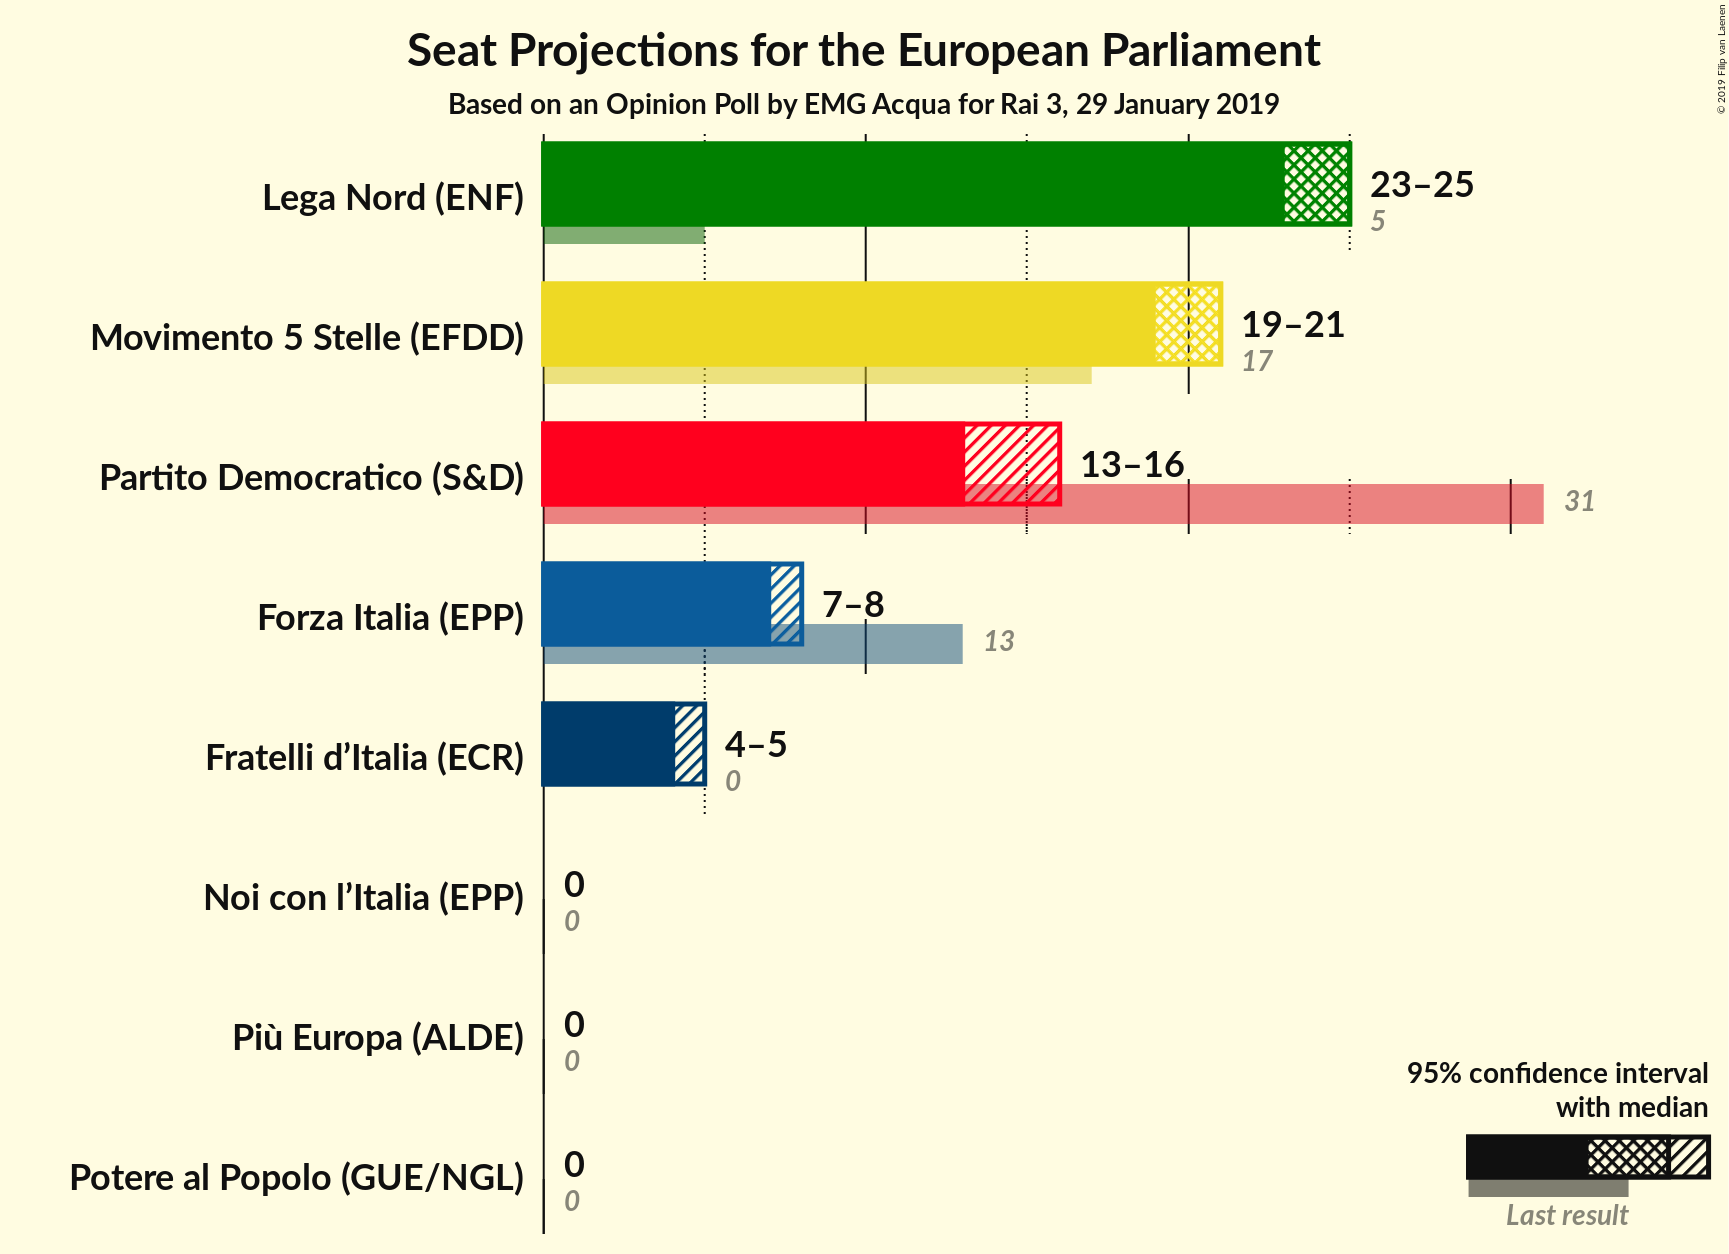 Seat Projections for the European Parliament
Based on an Opinion Poll by EMG Acqua for Rai 3, 29 January 2019
© 2019 Filip van Laenen
Lega Nord (ENF)
23–25
5
Movimento 5 Stelle (EFDD)
19–21
17
Partito Democratico (S&D)
13–16
31
Forza Italia (EPP)
7–8
13
Fratelli d’Italia (ECR)
4–5
0
Noi con l’Italia (EPP)
0
0
Più Europa (ALDE)
0
0
Potere al Popolo (GUE/NGL)
0
0
95% confidence interval
with median
Last result